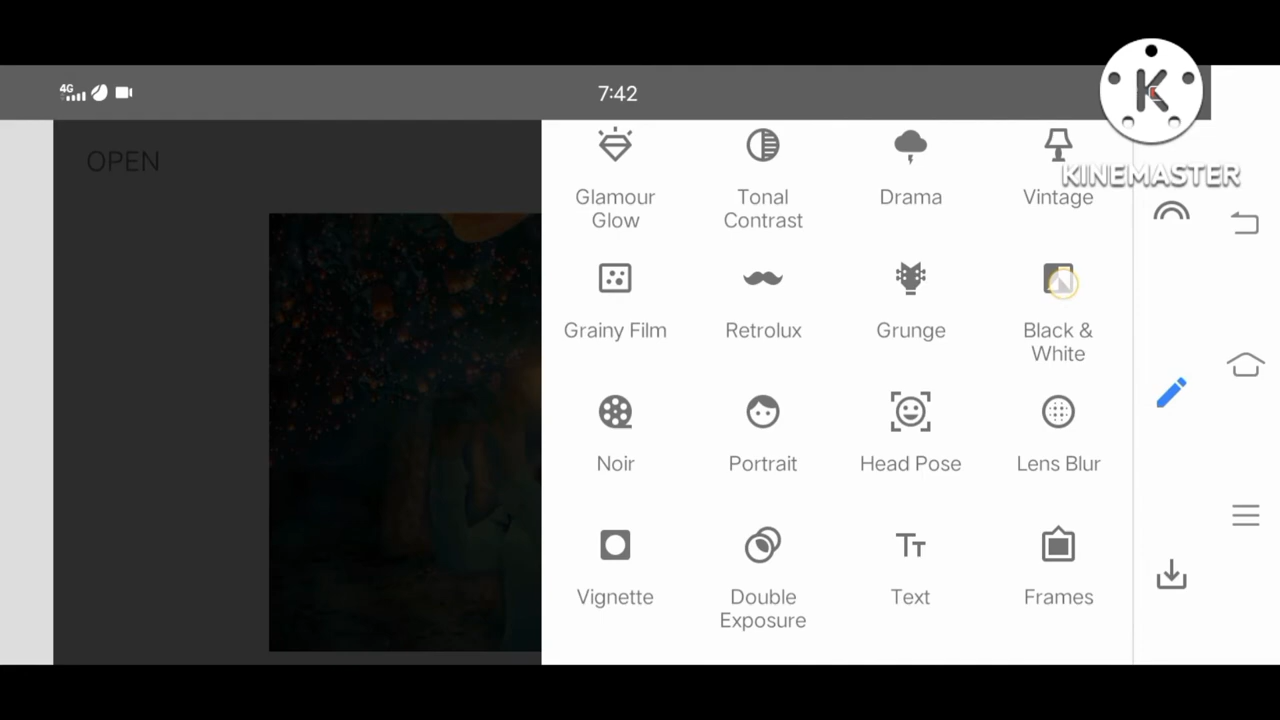 4G
7:42
K
KINEMASTER
OPEN
Glamour
Glow
Tonal
Contrast
Drama
Vintage
Grainy Film
Retrolux
Grunge
Black &
White
Noir
Portrait
Head Pose
Lens Blur
Vignette
Double
Exposure
Text
Frames